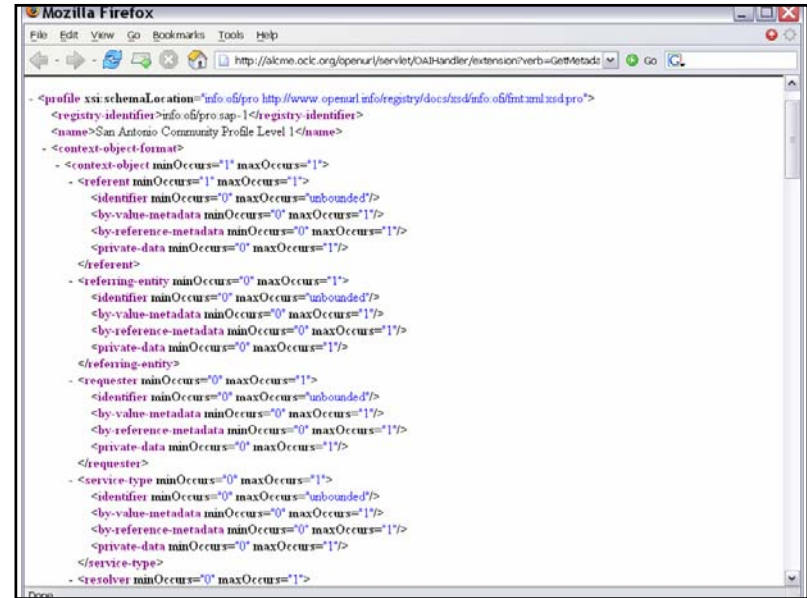 Mozilla Firefox
File Edit View Go Bookmarks Tools Help
http://alcme.oclc.org/openurl/servlet/OAIHandler/extension?verb=GetMetada Go
- <profile xsi:schemaLocation="info:ofi/pro http://www.openurl.info/registry/docs/xsd/info:ofi/fmt:xml:xsd:pro">
<registry-identifier>info:ofi/pro:sap-1</registry-identifier>
<name>San Antonio Community Profile Level 1</name>
- <context-object-format>
- <context-object minOccurs="1" maxOccurs="1">
- <referent minOccurs="1" maxOccurs="1">
<identifier minOccurs="0" maxOccurs="unbounded"/>
<by-value-metadata minOccurs="0" maxOccurs="1"/>
<by-reference-metadata minOccurs="0" maxOccurs="1"/>
<private-data minOccurs="0" maxOccurs="1"/>
</referent>
- <referring-entity minOccurs="0" maxOccurs="1">
<identifier minOccurs="0" maxOccurs="unbounded"/>
<by-value-metadata minOccurs="0" maxOccurs="1"/>
<by-reference-metadata minOccurs="0" maxOccurs="1"/>
<private-data minOccurs="0" maxOccurs="1"/>
</referring-entity>
- <requester minOccurs="0" maxOccurs="1">
<identifier minOccurs="0" maxOccurs="unbounded"/>
<by-value-metadata minOccurs="0" maxOccurs="1"/>
<by-reference-metadata minOccurs="0" maxOccurs="1"/>
<private-data minOccurs="0" maxOccurs="1"/>
</requester>
- <service-type minOccurs="0" maxOccurs="1">
<identifier minOccurs="0" maxOccurs="unbounded"/>
<by-value-metadata minOccurs="0" maxOccurs="1"/>
<by-reference-metadata minOccurs="0" maxOccurs="1"/>
<private-data minOccurs="0" maxOccurs="1"/>
</service-type>
- <resolver minOccurs="0" maxOccurs="1">
Done